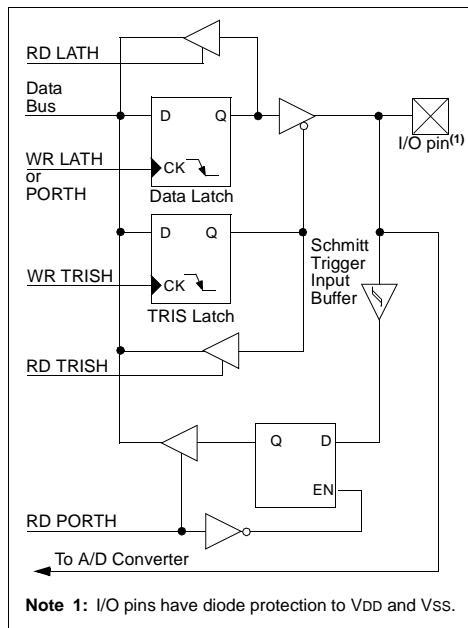 RD LATH
Data
Bus
D Q
I/O pin(1)
WR LATH
or
PORTH
CK
Data Latch
D Q
Schmitt
Trigger
Input
Buffer
WR TRISH
CK
TRIS Latch
RD TRISH
Q D
EN
RD PORTH
To A/D Converter
Note 1: I/O pins have diode protection to VDD and VSS.